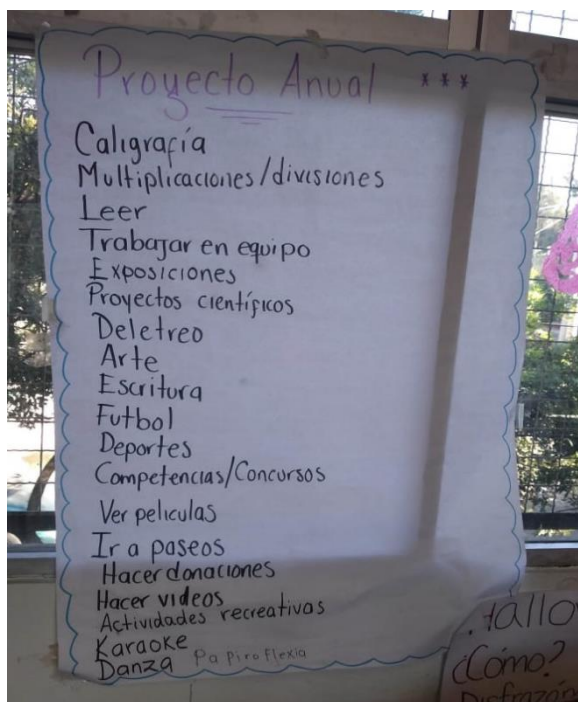 Proyecto Anual ***
Caligrafía
Multiplicaciones/divisiones
Leer
Trabajar en equipo
Exposiciones
Proyectos científicos
Deletreo
Arte
Escritura
Futbol
Deportes
Competencias/Concursos
Ver peliculas
Ir a paseos
Hacer donaciones
Hacer videos
Actividades recreativas
Karaoke
Danza Papiroflexia
¿Cómo?